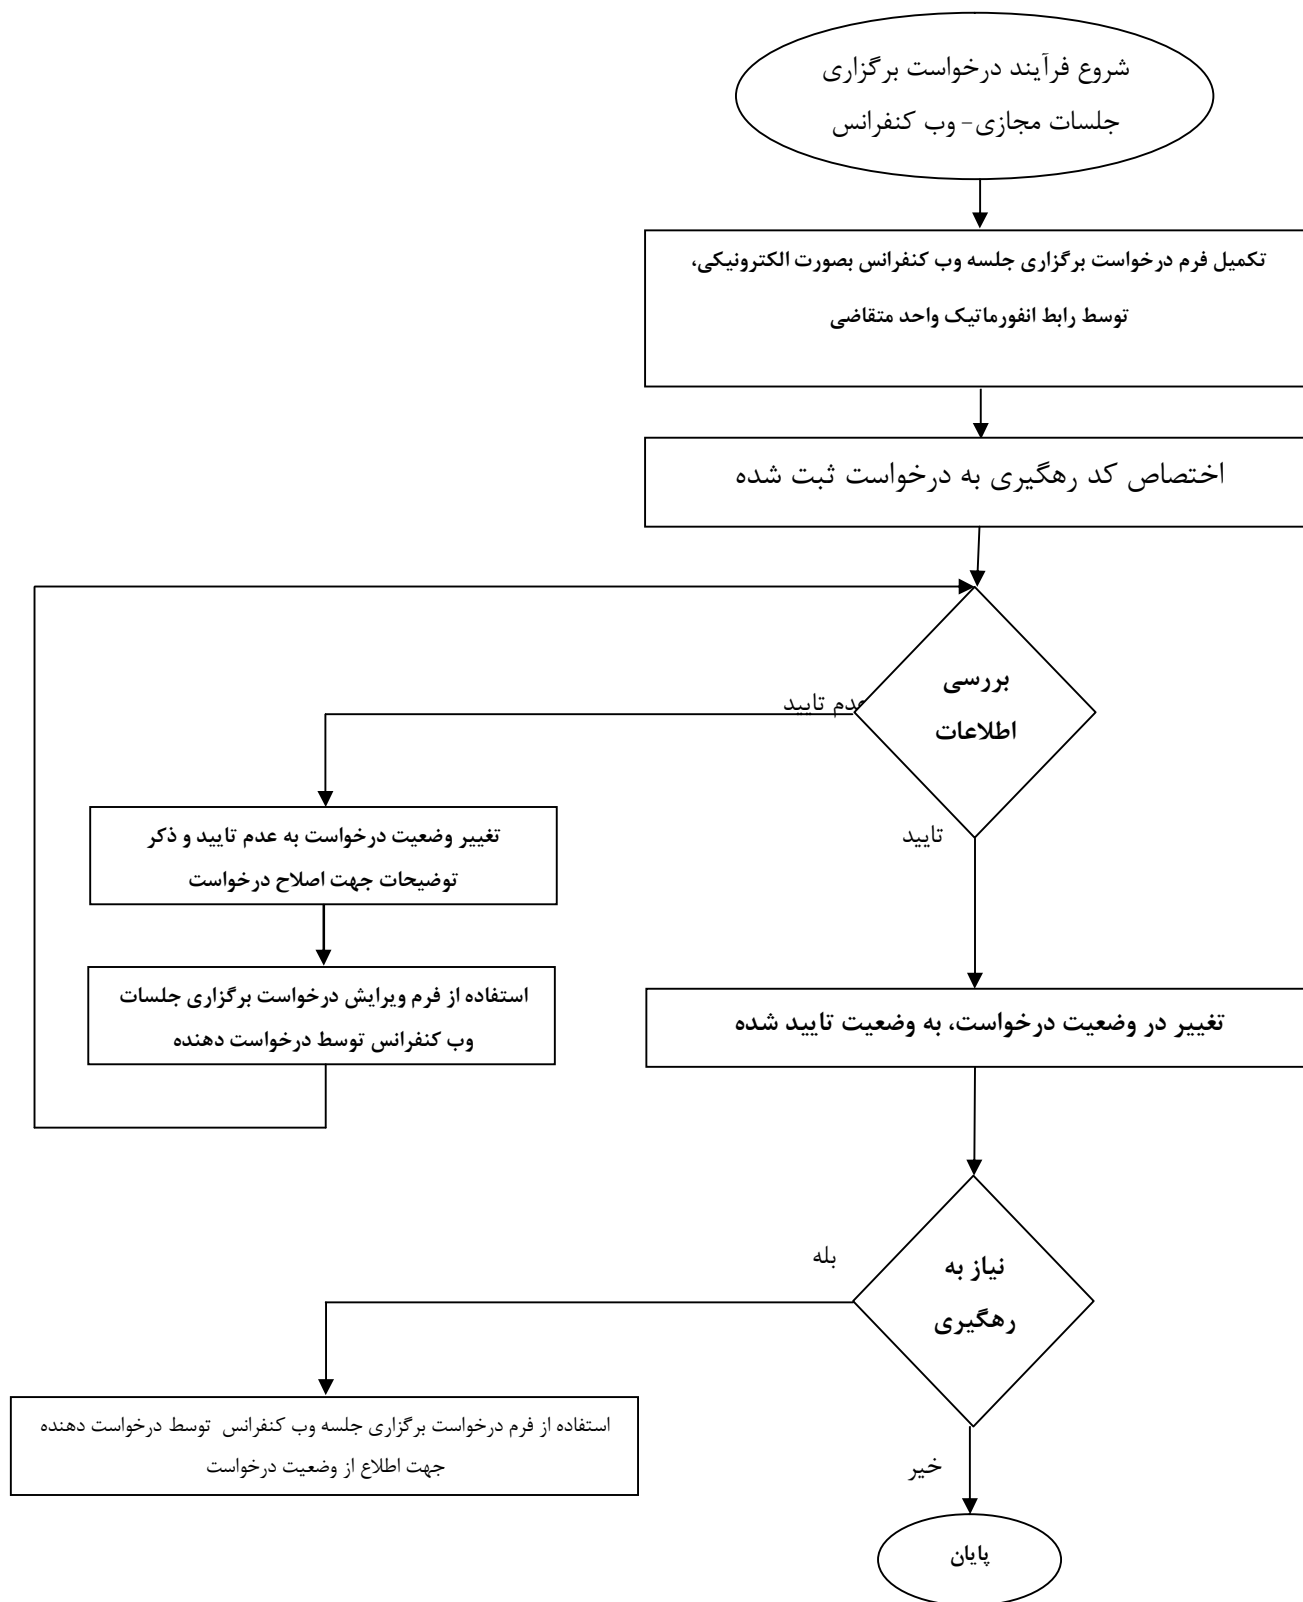 شروع فرآیند درخواست برگزاری
جلسات مجازی- وب کنفرانس
تکمیل فرم درخواست برگزاری جلسه وب کنفرانس بصورت الکترونیکی،
توسط رابط انفورماتیک واحد متقاضی
اختصاص کد رهگیری به درخواست ثبت شده
بررسی
اطلاعات
عدم تایید
تایید
تغییر وضعیت درخواست به عدم تایید و ذکر
توضیحات جهت اصلاح درخواست
استفاده از فرم ویرایش درخواست برگزاری جلسات
وب کنفرانس توسط درخواست دهنده
تغییر در وضعیت درخواست، به وضعیت تایید شده
نیاز به
رهگیری
بله
استفاده از فرم درخواست برگزاری جلسه وب کنفرانس توسط درخواست دهنده
جهت اطلاع از وضعیت درخواست
خیر
پایان